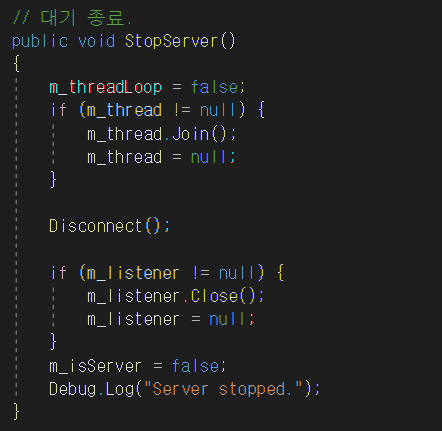 // 대기 종료.
public void StopServer()
{
    m_threadLoop = false;
    if (m_thread != null) {
        m_thread.Join();
        m_thread = null;
    }

    Disconnect();

    if (m_listener != null) {
        m_listener.Close();
        m_listener = null;
    }
    m_isServer = false;
    Debug.Log("Server stopped.");
}